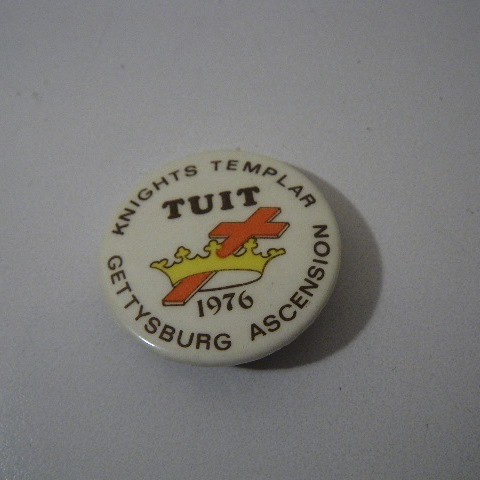 KNIGHTS TEMPLAR
TUIT
1976
GETTYSBURG ASCENSION